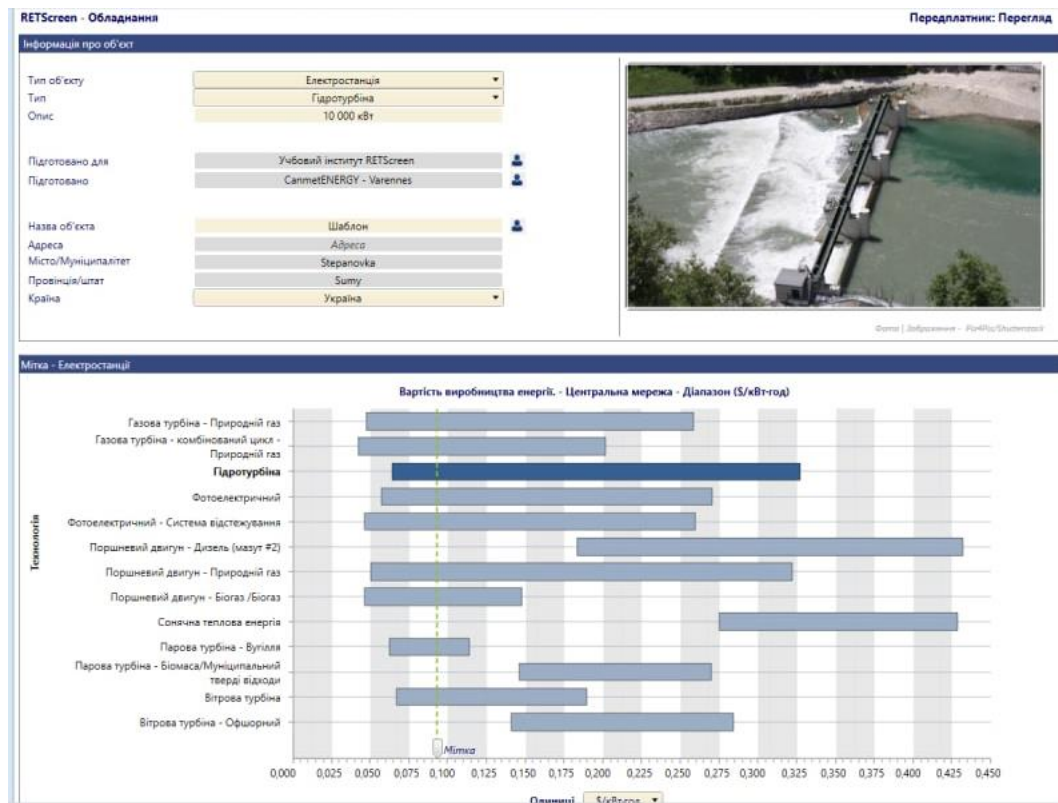 RETScreen - Обладнання
Передплатник: Перегляд
Інформація про об'єкт
Тип об'єкту
Електростанція
Тип
Гідротурбіна
Опис
10 000 кВт
Підготовано для
Учбовий інститут RETScreen
Підготовано
CanmetENERGY - Varennes
Назва об'єкта
Шаблон
Адреса
Адреса
Місто/Муніципалітет
Stepanovka
Провінція/штат
Sumy
Країна
Україна
Фото | Зображення - Pix4Pix/Shutterstock
Мітка - Електростанції
Вартість виробництва енергії. - Центральна мережа - Діапазон ($/кВт-год)
Технологія
Газова турбіна - Природній газ
Газова турбіна - комбінований цикл -
Природній газ
Гідротурбіна
Фотоелектричний
Фотоелектричний - Система відстежування
Поршневий двигун - Дизель (мазут #2)
Поршневий двигун - Природній газ
Поршневий двигун - Біогаз /Біогаз
Сонячна теплова енергія
Парова турбіна - Вугілля
Парова турбіна - Біомаса/Муніципальний
тверді відходи
Вітрова турбіна
Вітрова турбіна - Офшорний
Мітка
0,000 0,025 0,050 0,075 0,100 0,125 0,150 0,175 0,200 0,225 0,250 0,275 0,300 0,325 0,350 0,375 0,400 0,425 0,450
Одиниці $/кВт-год